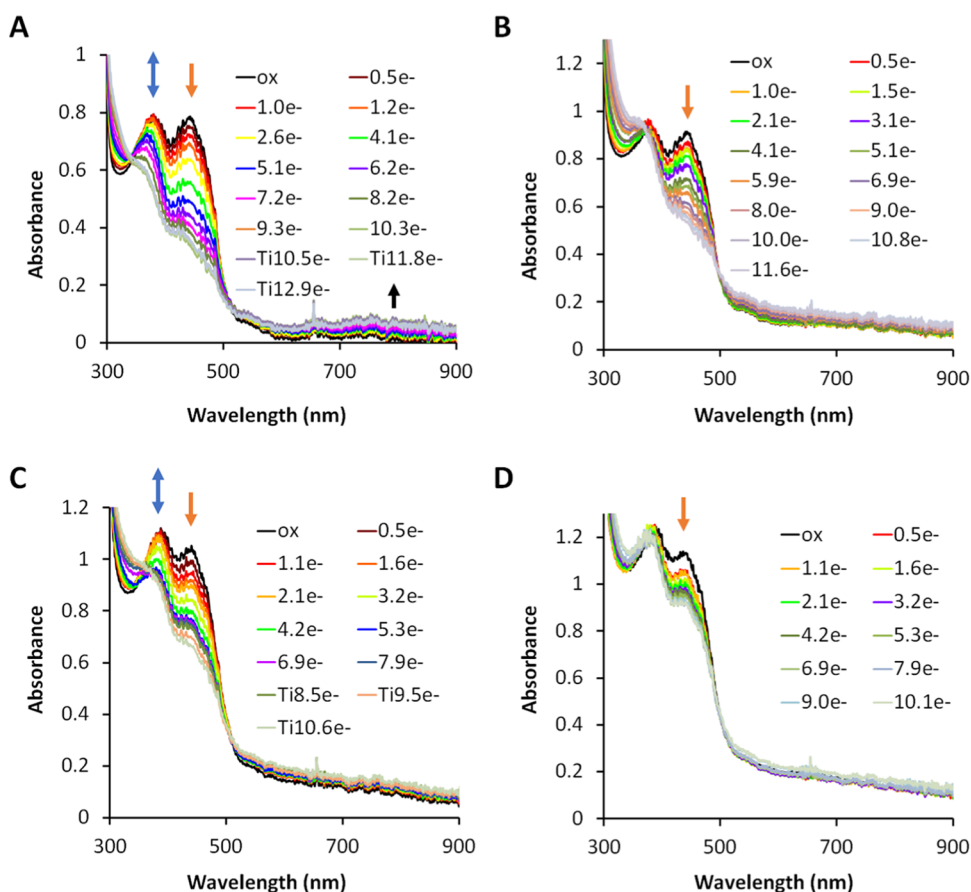 A
Absorbance
1
0.8
0.6
0.4
0.2
0
300 500 700 900
Wavelength (nm)
ox 0.5e-
1.0e- 1.2e-
2.6e- 4.1e-
5.1e- 6.2e-
7.2e- 8.2e-
9.3e- 10.3e-
Ti10.5e- Ti11.8e-
Ti12.9e-
B
Absorbance
1.2
1
0.8
0.6
0.4
0.2
0
300 500 700 900
Wavelength (nm)
ox 0.5e-
1.0e- 1.5e-
2.1e- 3.1e-
4.1e- 5.1e-
5.9e- 6.9e-
8.0e- 9.0e-
10.0e- 10.8e-
11.6e-
C
Absorbance
1.2
1
0.8
0.6
0.4
0.2
0
300 500 700 900
Wavelength (nm)
ox 0.5e-
1.1e- 1.6e-
2.1e- 3.2e-
4.2e- 5.3e-
6.9e- 7.9e-
Ti8.5e- Ti9.5e-
Ti10.6e-
D
Absorbance
1.2
1
0.8
0.6
0.4
0.2
0
300 500 700 900
Wavelength (nm)
ox 0.5e-
1.1e- 1.6e-
2.1e- 3.2e-
4.2e- 5.3e-
6.9e- 7.9e-
9.0e- 10.1e-